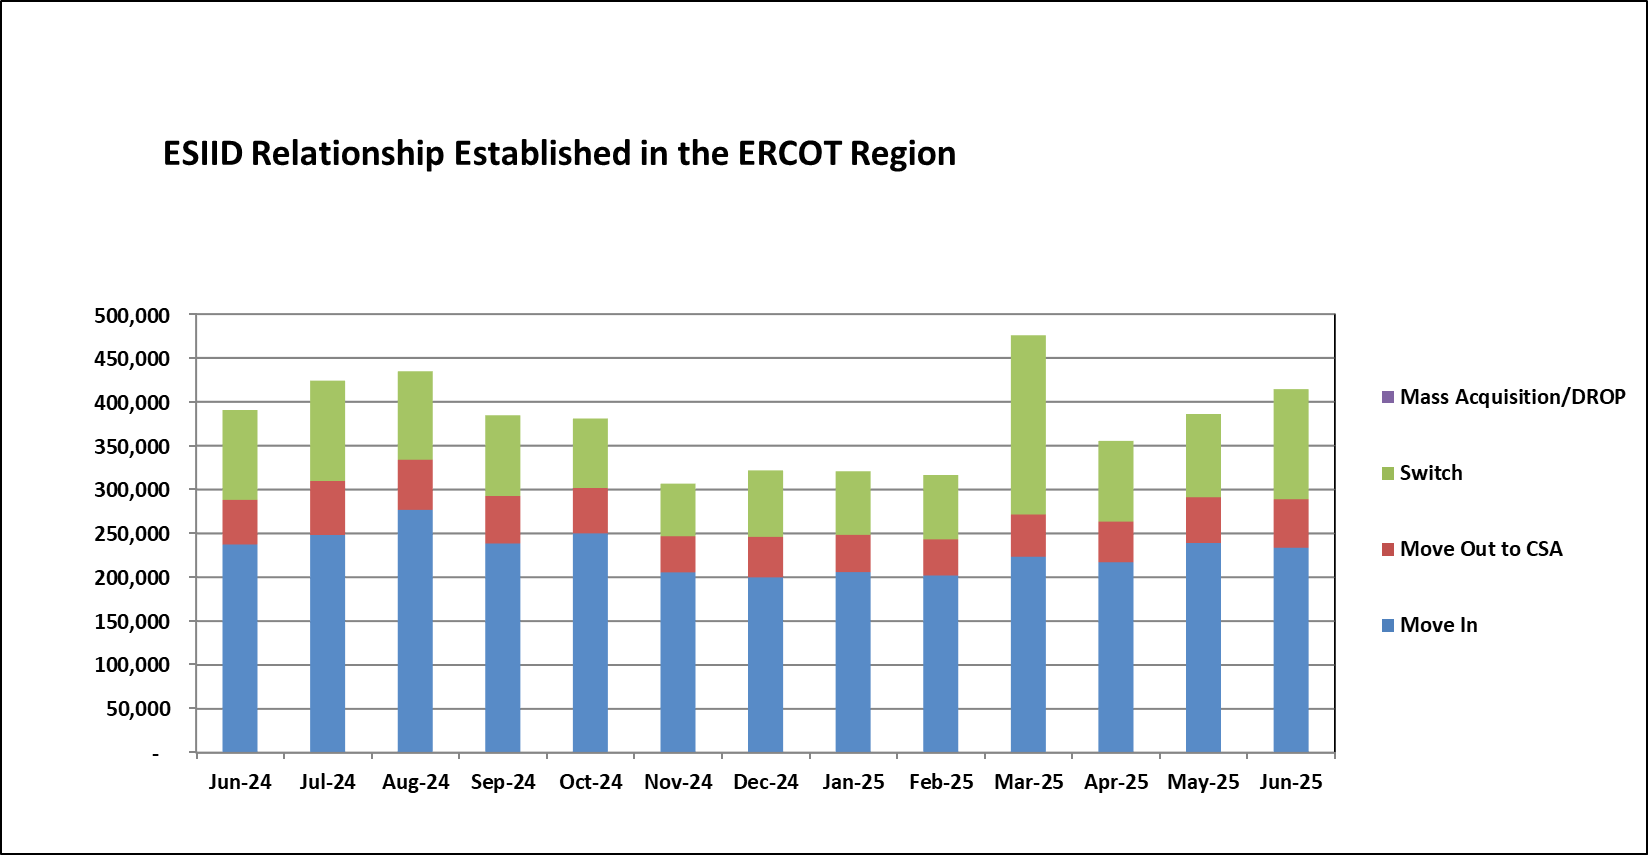 ESIID Relationship Established in the ERCOT Region
500,000
450,000
400,000
350,000
300,000
250,000
200,000
150,000
100,000
50,000
-
Jun-24 Jul-24 Aug-24 Sep-24 Oct-24 Nov-24 Dec-24 Jan-25 Feb-25 Mar-25 Apr-25 May-25 Jun-25
Mass Acquisition/DROP
Switch
Move Out to CSA
Move In